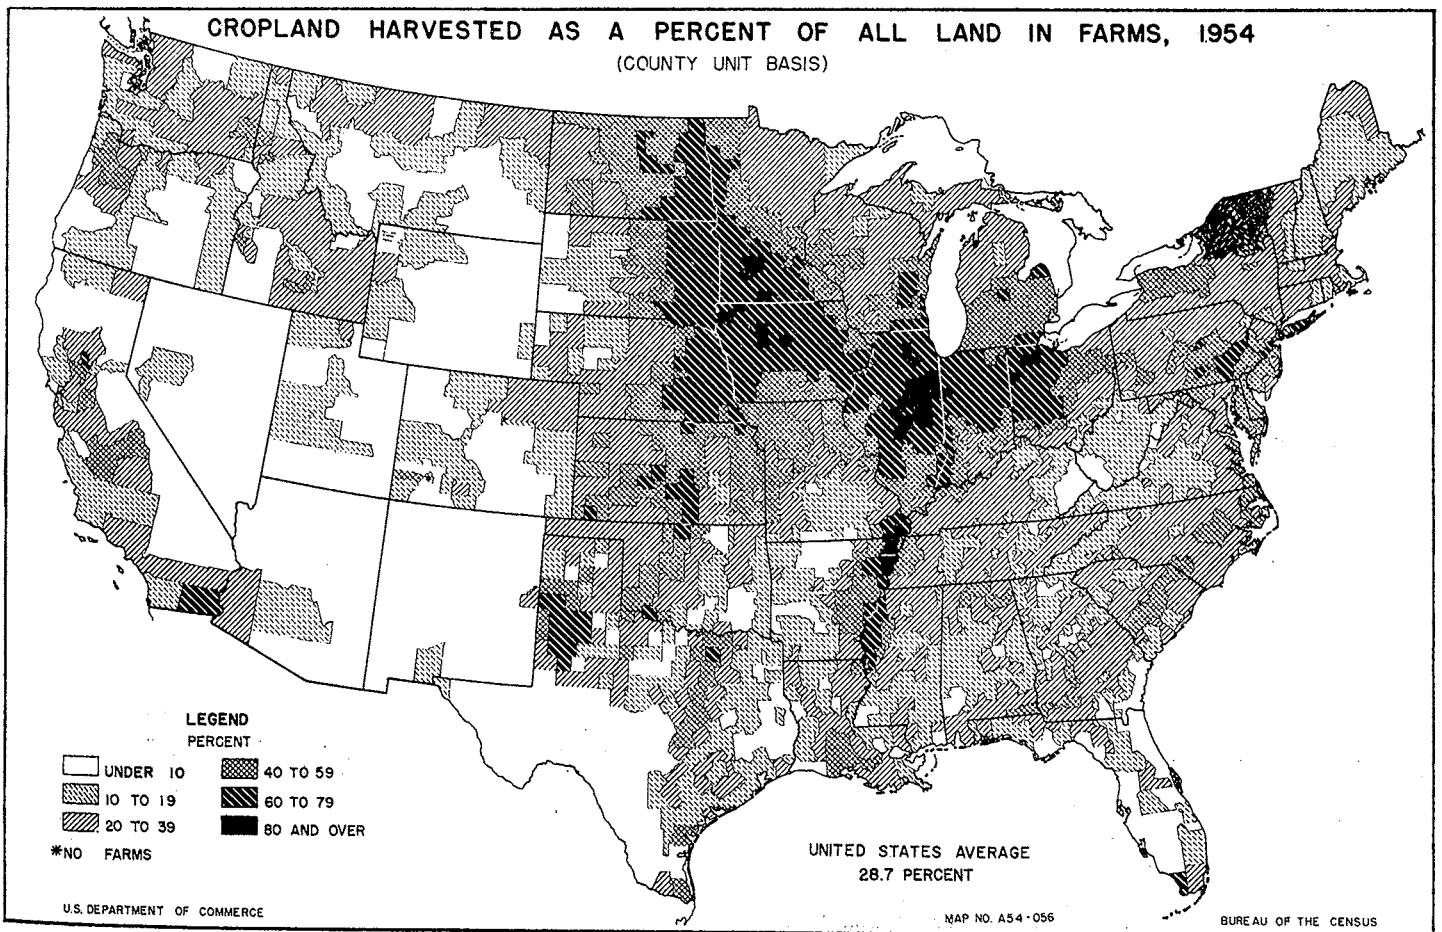 CROPLAND HARVESTED AS A PERCENT OF ALL LAND IN FARMS, 1954
(COUNTY UNIT BASIS)
LEGEND
PERCENT
UNDER 10
10 TO 19
20 TO 39
40 TO 59
60 TO 79
80 AND OVER
*NO FARMS
UNITED STATES AVERAGE
28.7 PERCENT
U.S. DEPARTMENT OF COMMERCE
MAP NO. A54-056
BUREAU OF THE CENSUS